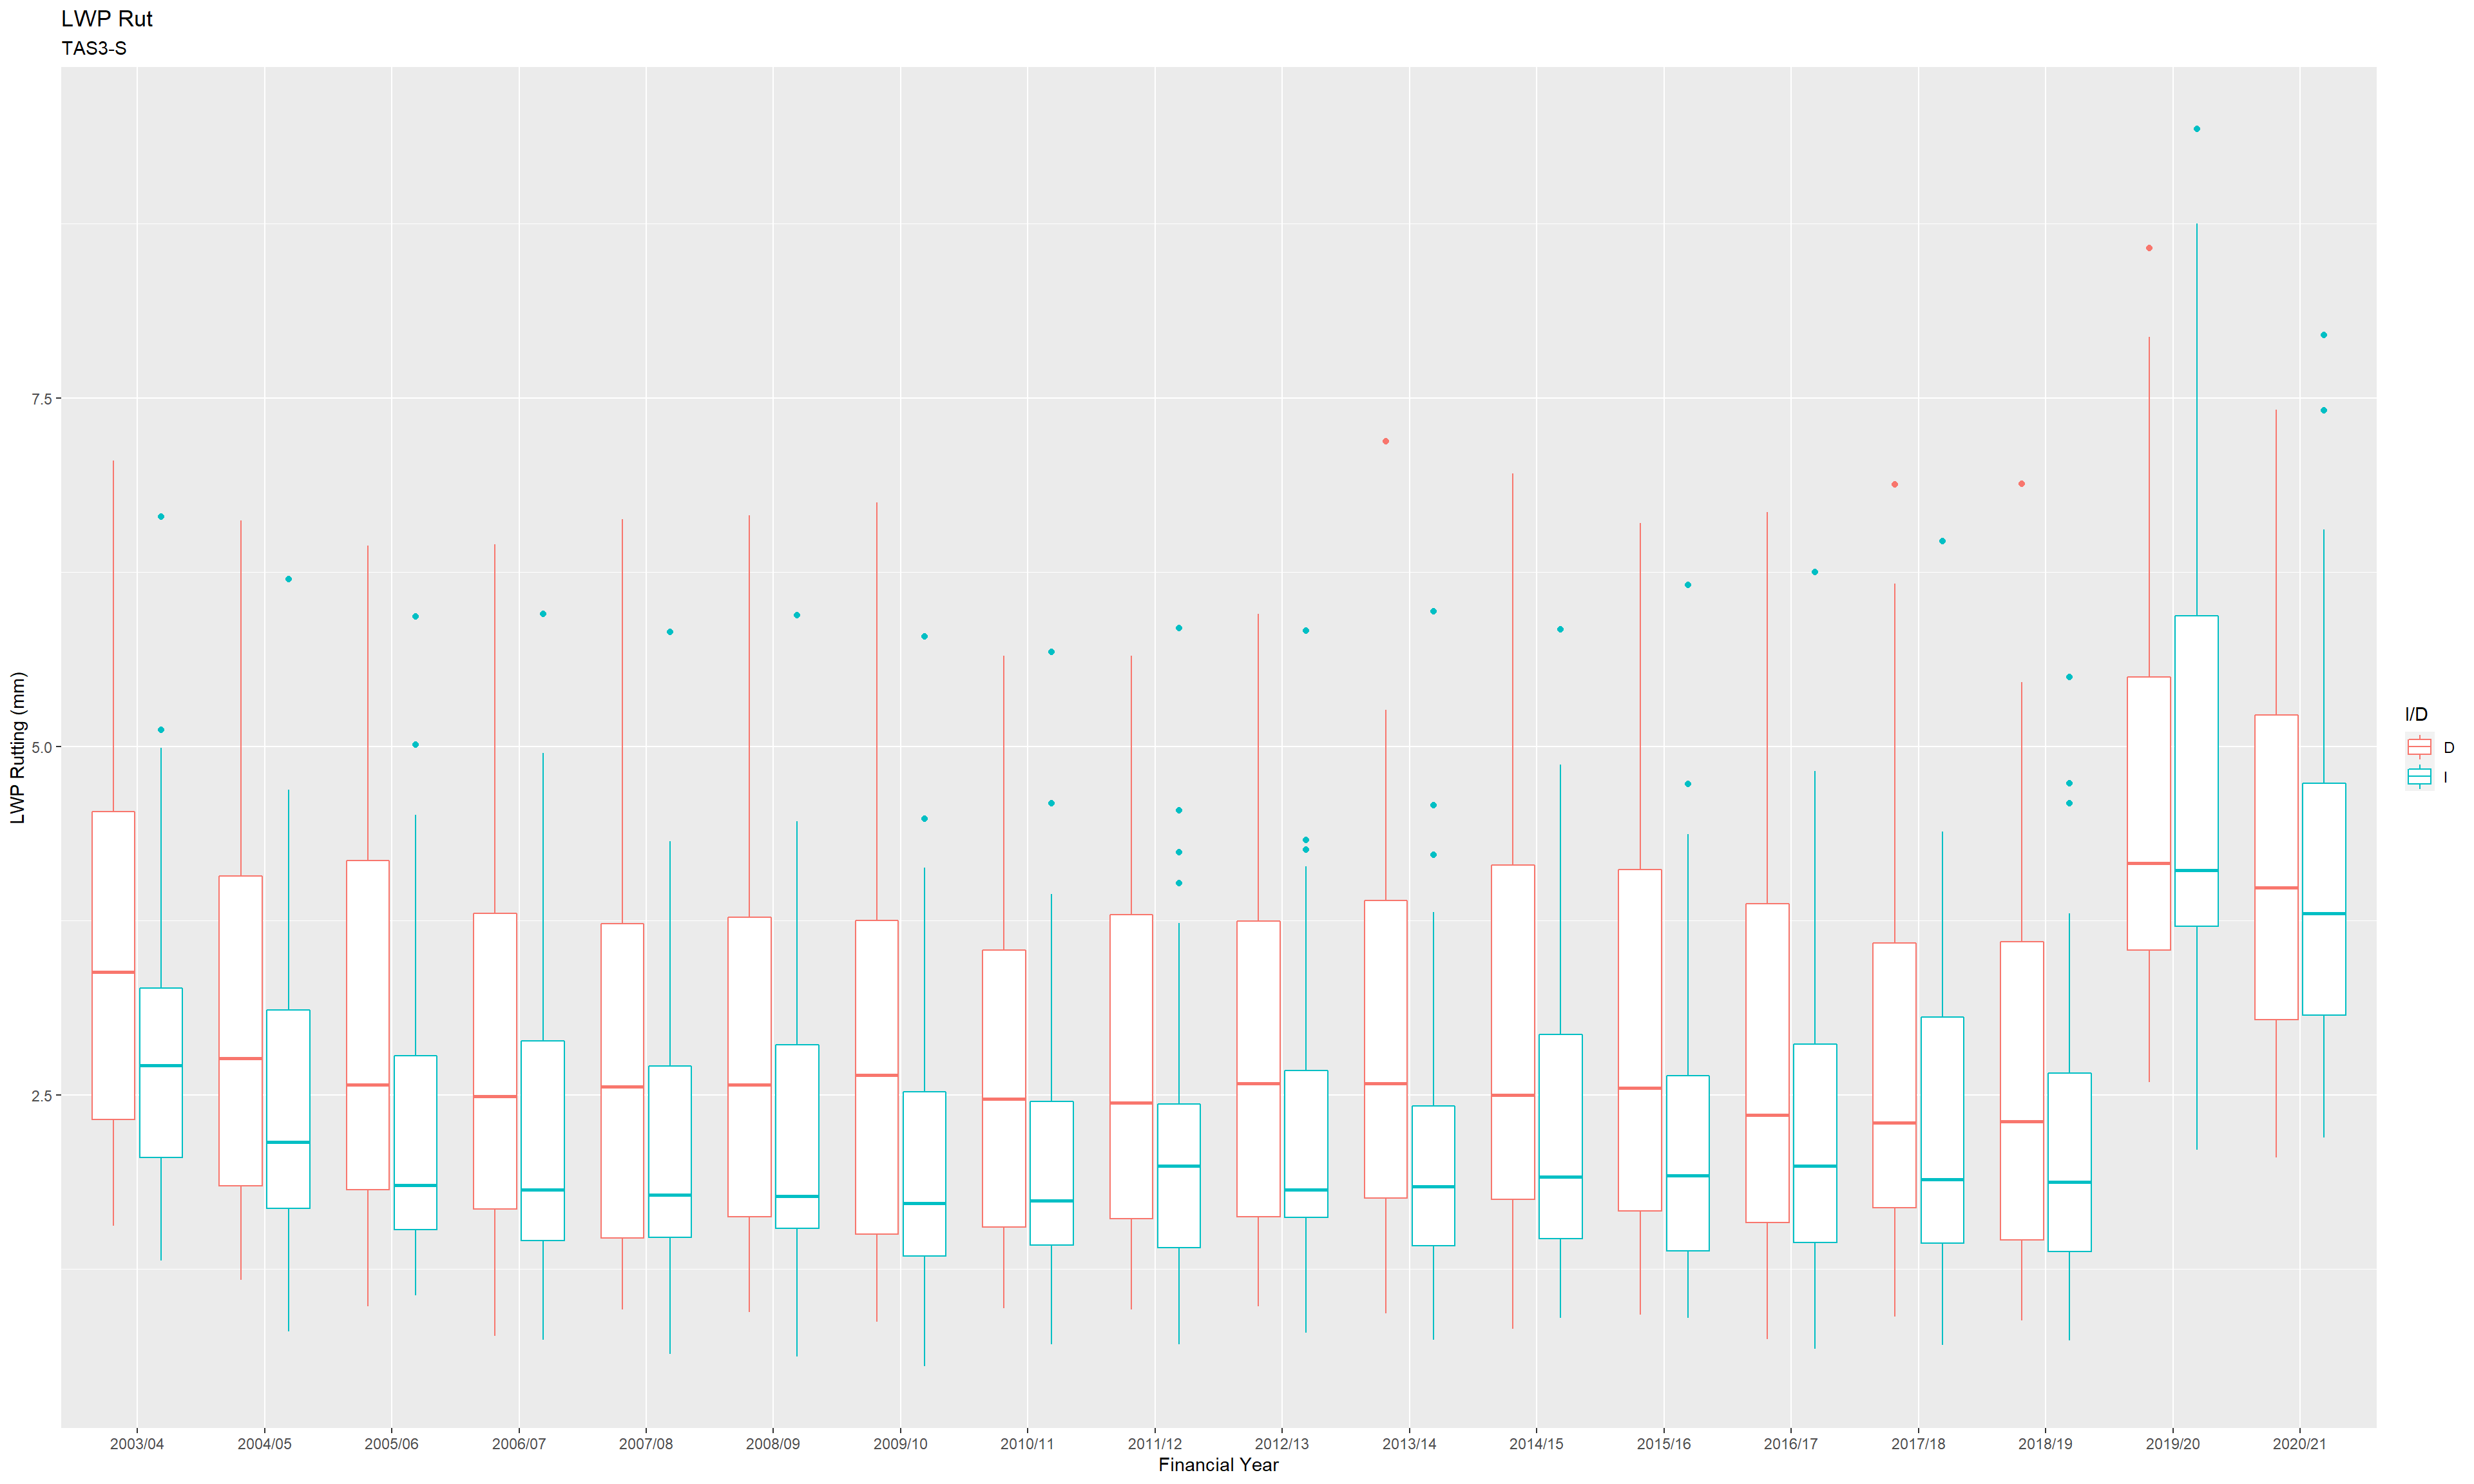 LWP Rut
TAS3-S
LWP Rutting (mm)
7.5
5.0
2.5
2003/04 2004/05 2005/06 2006/07 2007/08 2008/09 2009/10 2010/11 2011/12 2012/13 2013/14 2014/15 2015/16 2016/17 2017/18 2018/19 2019/20 2020/21
Financial Year
I/D
D
I